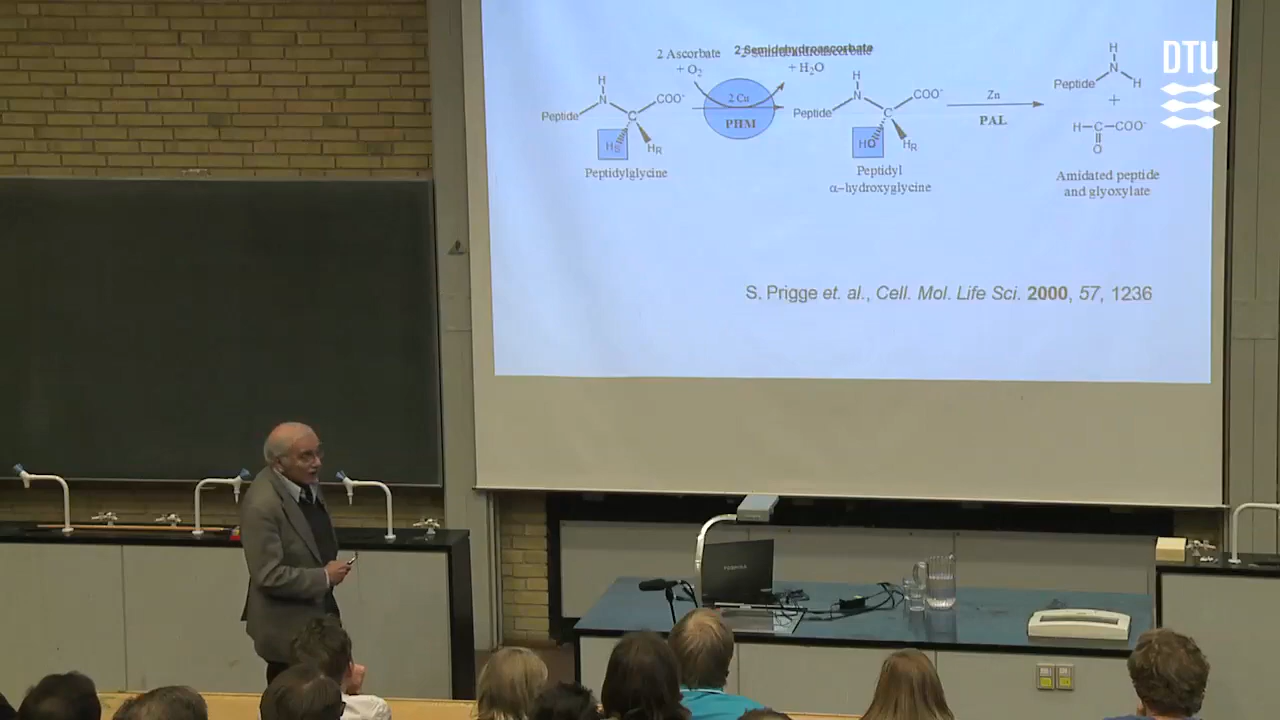 DTU
2 Ascorbate
+ O2
2 Semidehydroascorbate
+ H2O
2 Cu
PHM
H
N
Peptide
C
COO-
HS
HR
Peptidylglycine
H
N
Peptide
C
COO-
HO
HR
Peptidyl
α–hydroxyglycine
Zn
PAL
H
N
Peptide
H
+
H–C–COO-
O
Amidated peptide
and glyoxylate
S. Prigge et. al., Cell. Mol. Life Sci. 2000, 57, 1236
TOSHIBA